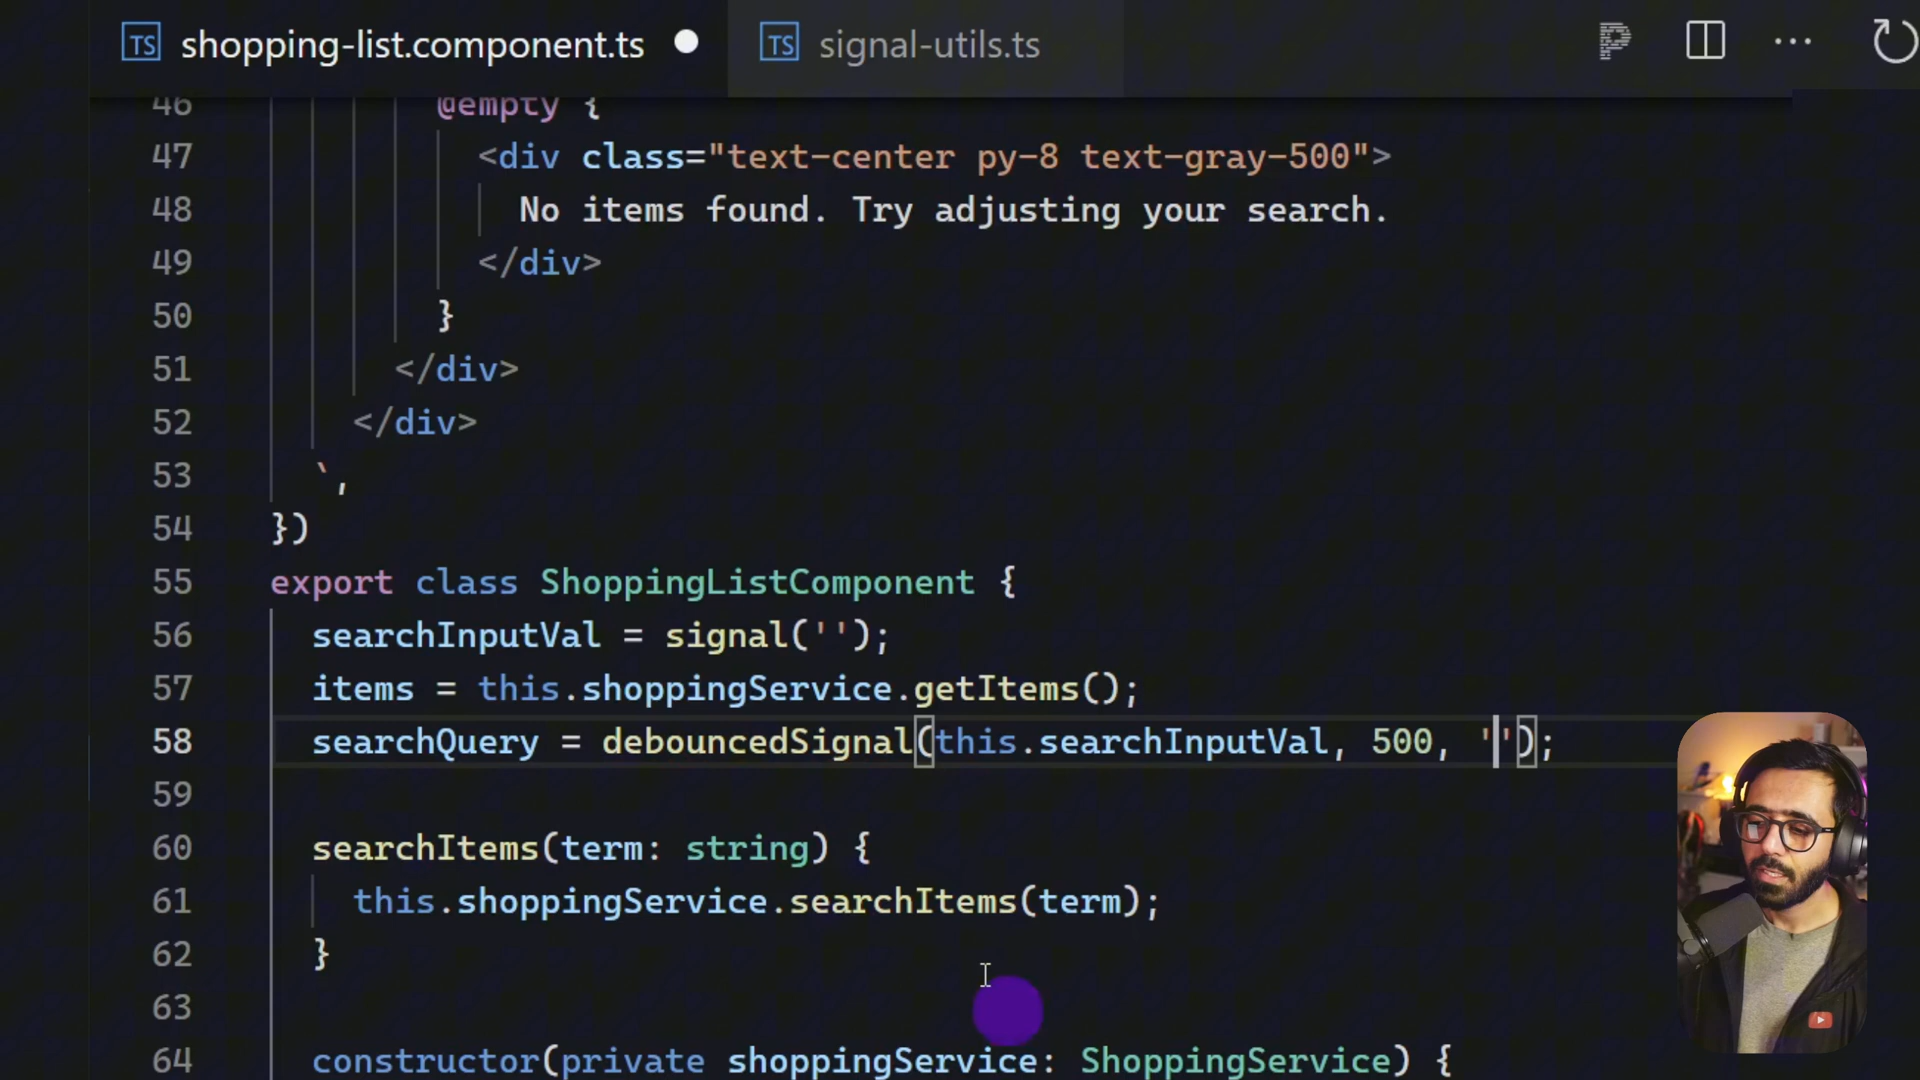 TS shopping-list.component.ts
TS signal-utils.ts
46 @empty {
47 <div class="text-center py-8 text-gray-500">
48 No items found. Try adjusting your search.
49 </div>
50 }
51 </div>
52 </div>
53 `,
54 })
55 export class ShoppingListComponent {
56 searchInputVal = signal('');
57 items = this.shoppingService.getItems();
58 searchQuery = debouncedSignal(this.searchInputVal, 500, '');
59
60 searchItems(term: string) {
61 this.shoppingService.searchItems(term);
62 }
63
64 constructor(private shoppingService: ShoppingService) {